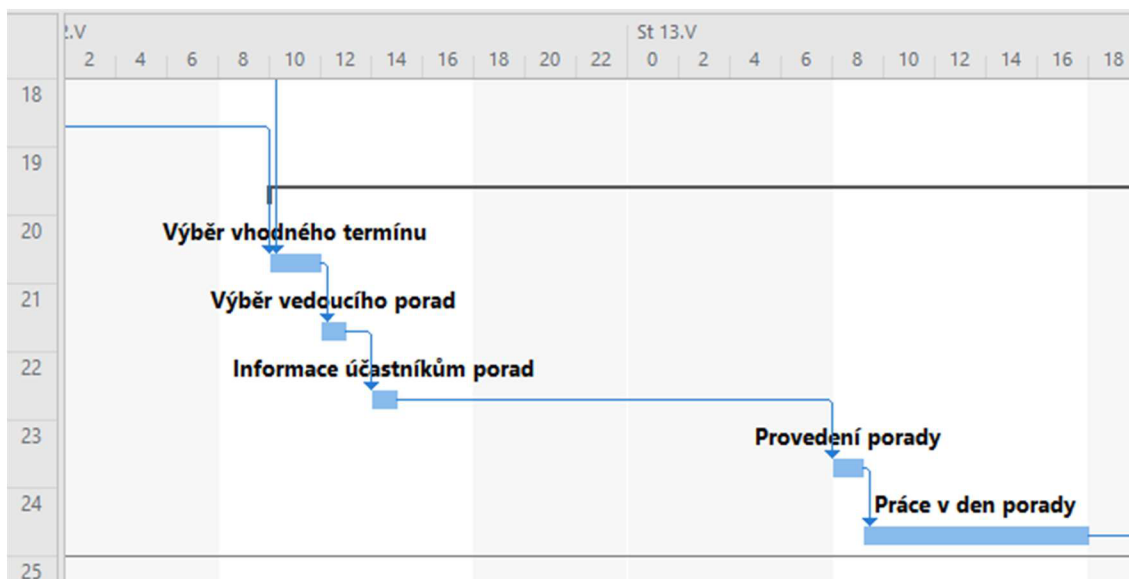 2.V St 13.V
2 4 6 8 10 12 14 16 18 20 22 0 2 4 6 8 10 12 14 16 18
18
19
20 Výběr vhodného termínu
21 Výběr vedoucího porad
22 Informace účastníkům porad
23 Provedení porady
24 Práce v den porady
25